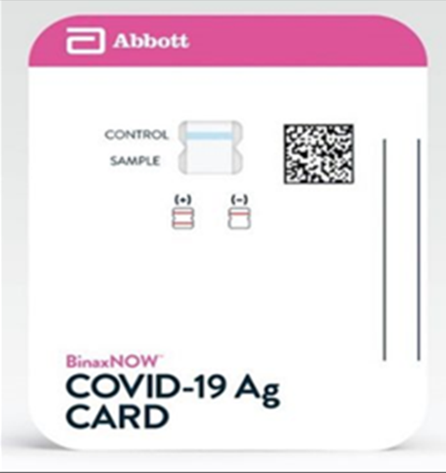 Abbott
CONTROL
SAMPLE
(+) (-)
BinaxNOW™
COVID-19 Ag
CARD